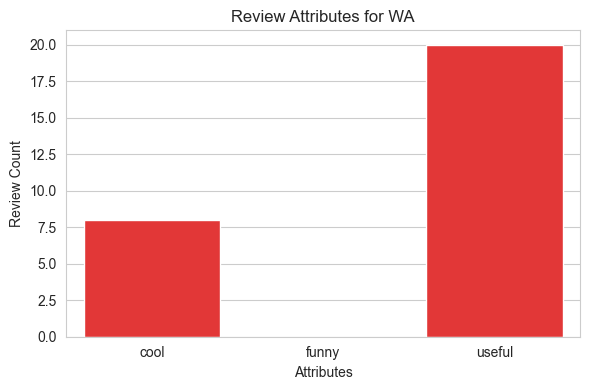 Review Attributes for WA
20.0
17.5
15.0
12.5
10.0
7.5
5.0
2.5
0.0
Review Count
cool funny useful
Attributes